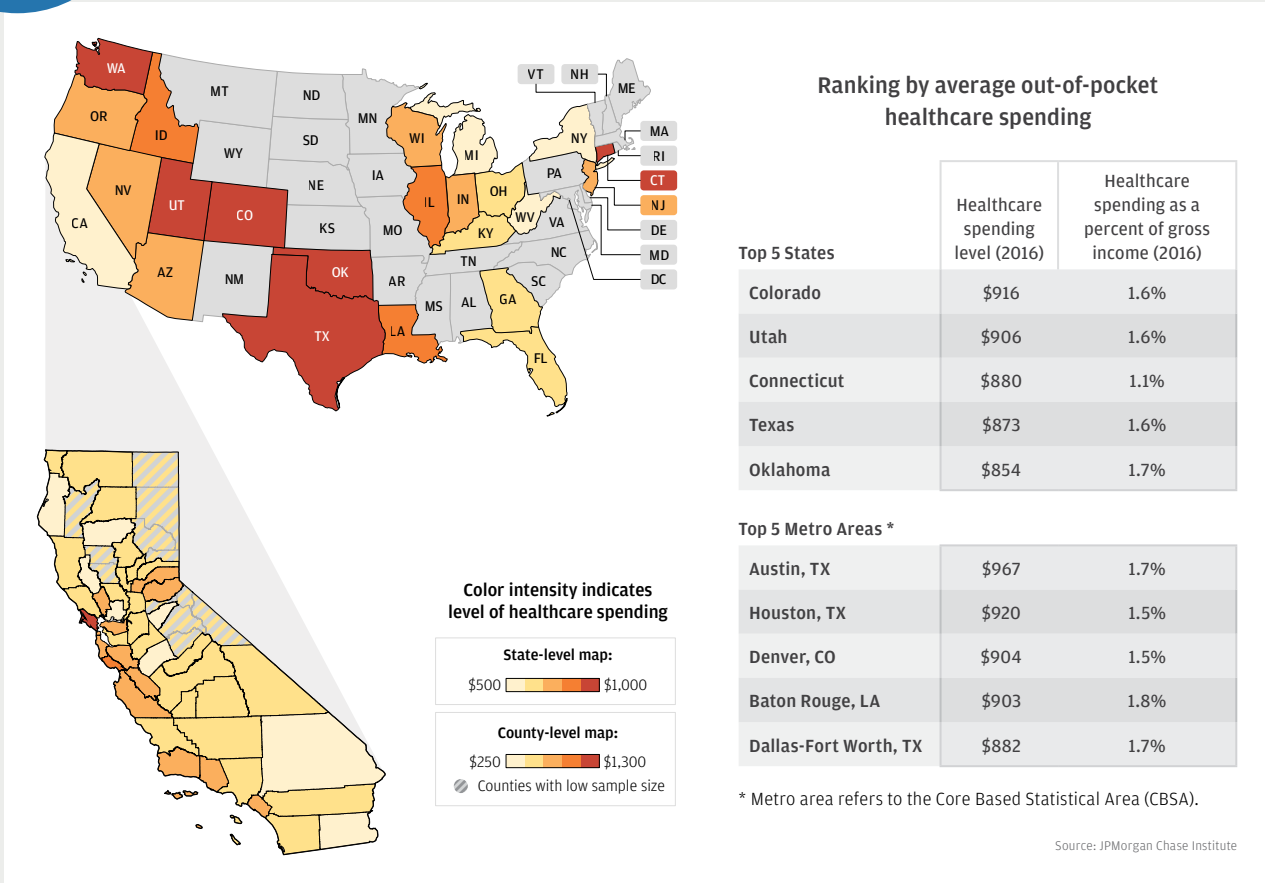 WA
OR
ID
MT
ND
MN
WI
MI
NY
VT
NH
ME
MA
RI
CT
NJ
DE
MD
DC
CA
NV
UT
WY
SD
NE
IA
IL
IN
OH
PA
CO
KS
MO
KY
WV
VA
AZ
NM
OK
AR
TN
NC
SC
TX
LA
MS
AL
GA
FL
Color intensity indicates
level of healthcare spending
State-level map:
$500 $1,000
County-level map:
$250 $1,300
Counties with low sample size
Ranking by average out-of-pocket
healthcare spending
Top 5 States
Healthcare
spending
level (2016)
Healthcare
spending as a
percent of gross
income (2016)
Colorado $916 1.6%
Utah $906 1.6%
Connecticut $880 1.1%
Texas $873 1.6%
Oklahoma $854 1.7%
Top 5 Metro Areas *
Austin, TX $967 1.7%
Houston, TX $920 1.5%
Denver, CO $904 1.5%
Baton Rouge, LA $903 1.8%
Dallas-Fort Worth, TX $882 1.7%
* Metro area refers to the Core Based Statistical Area (CBSA).
Source: JPMorgan Chase Institute